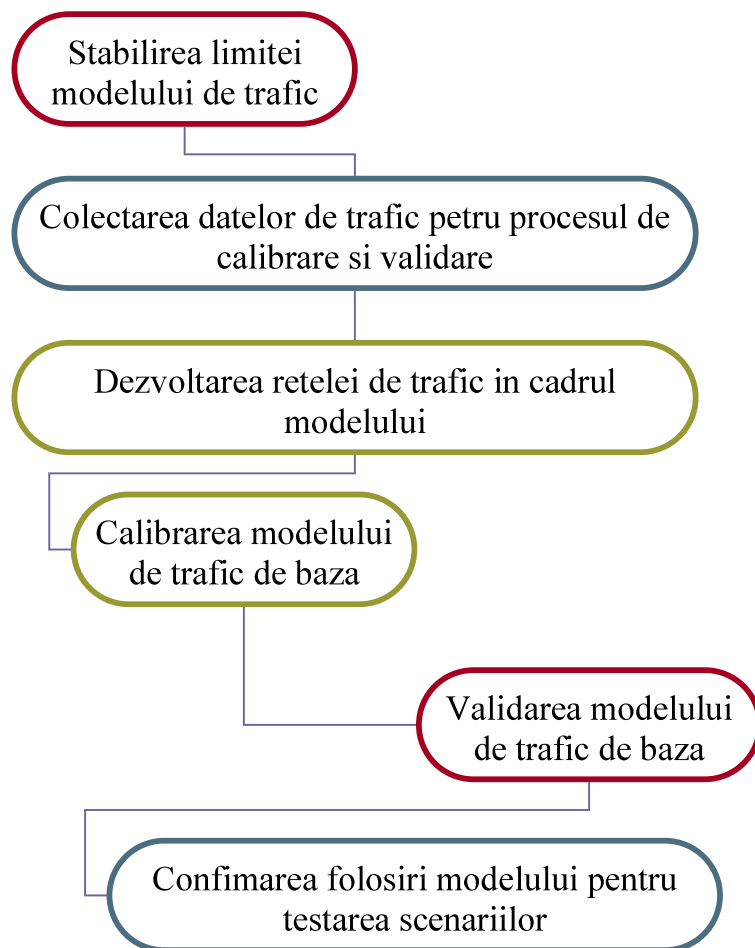 Stabilirea limitei
modelului de trafic
Colectarea datelor de trafic petru procesul de
calibrare si validare
Dezvoltarea retelei de trafic in cadrul
modelului
Calibrarea modelului
de trafic de baza
Validarea modelului
de trafic de baza
Confimarea folosiri modelului pentru
testarea scenariilor